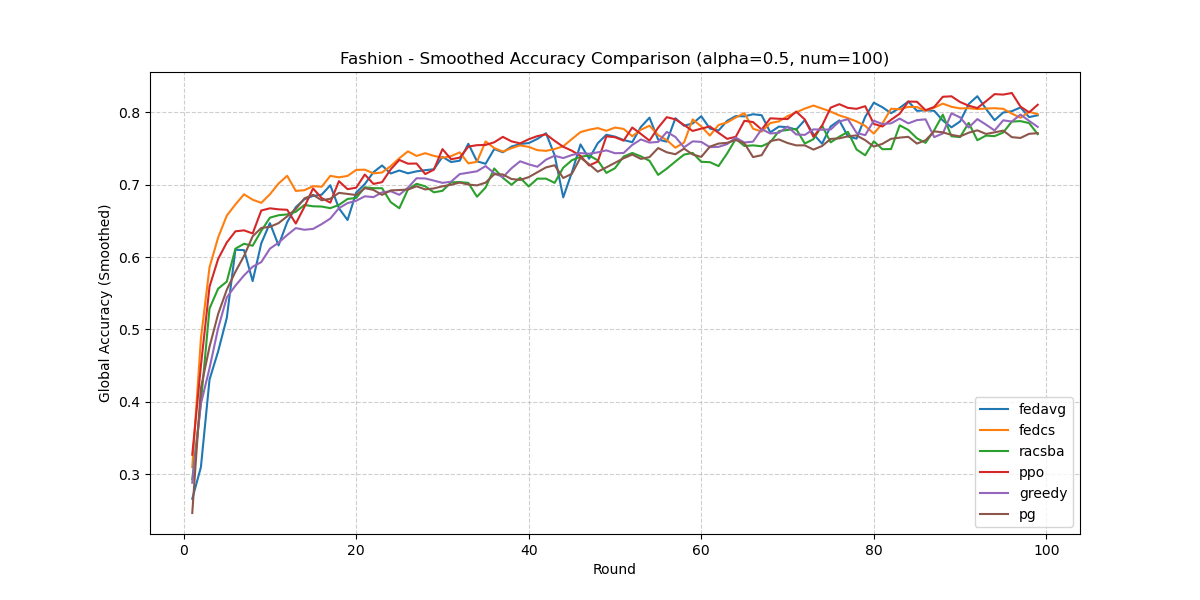 Fashion - Smoothed Accuracy Comparison (alpha=0.5, num=100)
Global Accuracy (Smoothed)
0.8
0.7
0.6
0.5
0.4
0.3
0
20
40
60
80
100
Round
fedavg
fedcs
racsba
ppo
greedy
pg